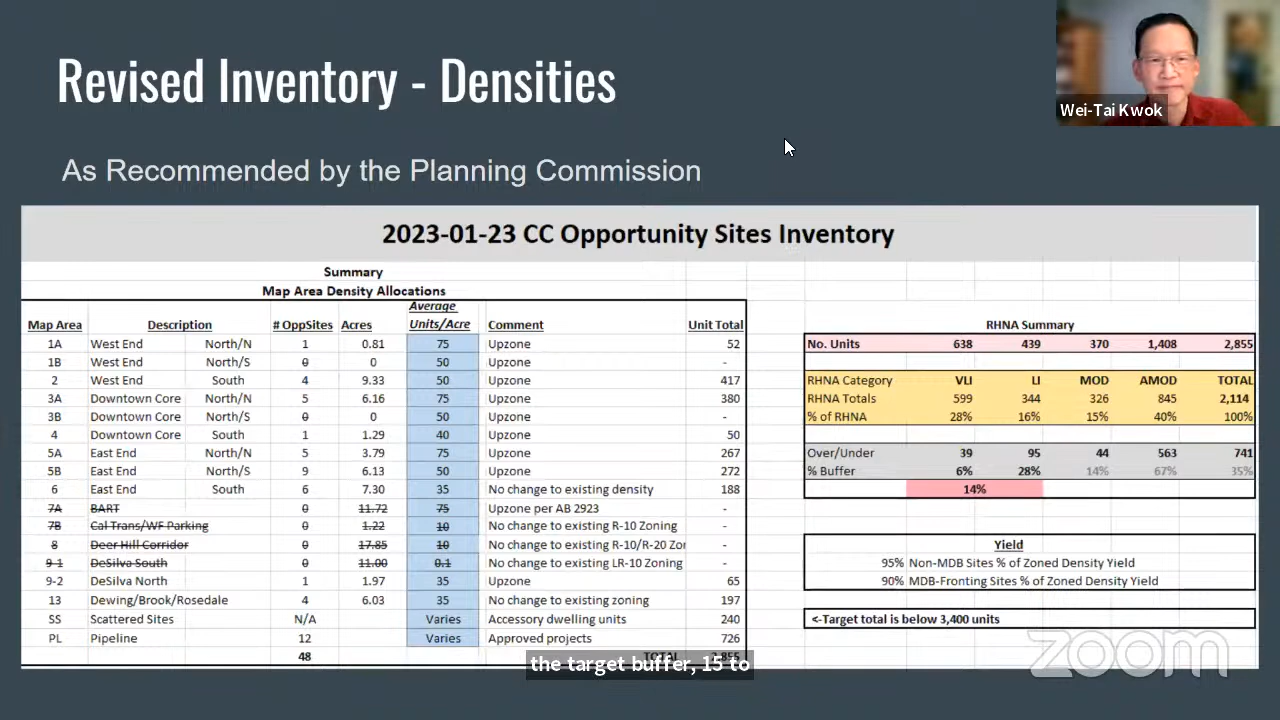 Revised Inventory - Densities
Wei-Tai Kwok
As Recommended by the Planning Commission
2023-01-23 CC Opportunity Sites Inventory
Summary
Map Area Density Allocations
Map Area Description # OppSites Acres Average Units/Acre Comment Unit Total
1A West End North/N 1 0.81 75 Upzone 52
1B West End North/S 0 0 50 Upzone -
2 West End South 4 9.33 50 Upzone 417
3A Downtown Core North/N 5 6.16 75 Upzone 380
3B Downtown Core North/S 0 0 50 Upzone -
4 Downtown Core South 1 1.29 40 Upzone 50
5A East End North/N 5 3.79 75 Upzone 267
5B East End North/S 9 6.13 50 Upzone 272
6 East End South 6 7.30 35 No change to existing density 188
7A BART 0 11.72 75 Upzone per AB 2923 -
7B Cal Trans/WF Parking 0 1.22 10 No change to existing R-10 Zoning -
8 Deer Hill Corridor 0 17.85 10 No change to existing R-10/R-20 Zor -
9-1 DeSilva South 0 11.00 0.1 No change to existing LR-10 Zoning -
9-2 DeSilva North 1 1.97 35 Upzone 65
13 Dewing/Brook/Rosedale 4 6.03 35 No change to existing zoning 197
SS Scattered Sites N/A Varies Accessory dwelling units 240
PL Pipeline 12 Varies Approved projects 726
48 TOTAL 2,855
RHNA Summary
No. Units 638 439 370 1,408 2,855
RHNA Category VLI LI MOD AMOD TOTAL
RHNA Totals 599 344 326 845 2,114
% of RHNA 28% 16% 15% 40% 100%
Over/Under 39 95 44 563 741
% Buffer 6% 28% 14% 67% 35%
14%
Yield
95% Non-MDB Sites % of Zoned Density Yield
90% MDB-Fronting Sites % of Zoned Density Yield
<-Target total is below 3,400 units
the target buffer, 15 to
zoom